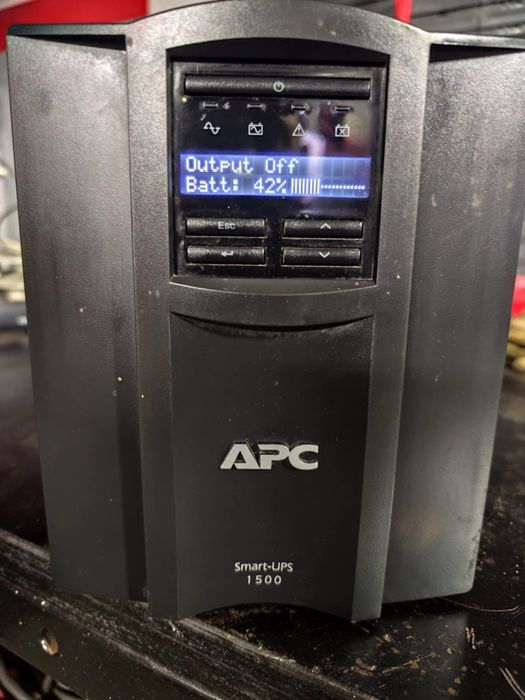 Output Off
Batt: 42%
Esc
APC
Smart-UPS
1500